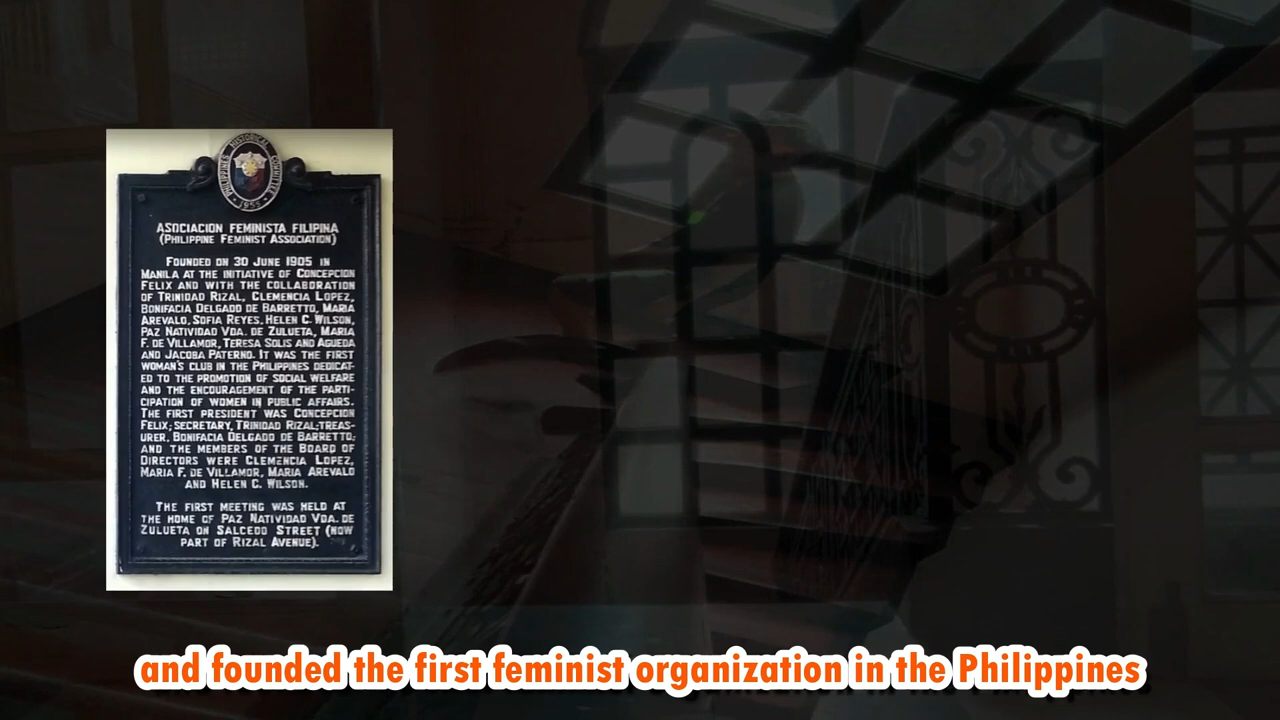 PHILIPPINES HISTORICAL COMMITTEE
1955
ASOCIACION FEMINISTA FILIPINA
(PHILIPPINE FEMINIST ASSOCIATION)
FOUNDED ON 30 JUNE 1905 IN
MANILA AT THE INITIATIVE OF CONCEPCION
FELIX AND WITH THE COLLABORATION
OF TRINIDAD RIZAL, CLEMENCIA LOPEZ,
BONIFACIA DELGADO DE BARRETTO, MARIA
AREVALO, SOFIA REYES, HELEN C. WILSON,
PAZ NATIVIDAD VDA. DE ZULUETA, MARIA
F. DE VILLAMOR, TERESA SOLIS AND AGUEDA
AND JACOBA PATERNO. IT WAS THE FIRST
WOMAN'S CLUB IN THE PHILIPPINES DEDICAT-
ED TO THE PROMOTION OF SOCIAL WELFARE
AND THE ENCOURAGEMENT OF THE PARTI-
CIPATION OF WOMEN IN PUBLIC AFFAIRS.
THE FIRST PRESIDENT WAS CONCEPCION
FELIX; SECRETARY, TRINIDAD RIZAL; TREAS-
URER, BONIFACIA DELGADO DE BARRETTO;
AND THE MEMBERS OF THE BOARD OF
DIRECTORS WERE CLEMENCIA LOPEZ,
MARIA F. DE VILLAMOR, MARIA AREVALO
AND HELEN C. WILSON.
THE FIRST MEETING WAS HELD AT
THE HOME OF PAZ NATIVIDAD VDA. DE
ZULUETA ON SALCEDO STREET (NOW
PART OF RIZAL AVENUE).
and founded the first feminist organization in the Philippines